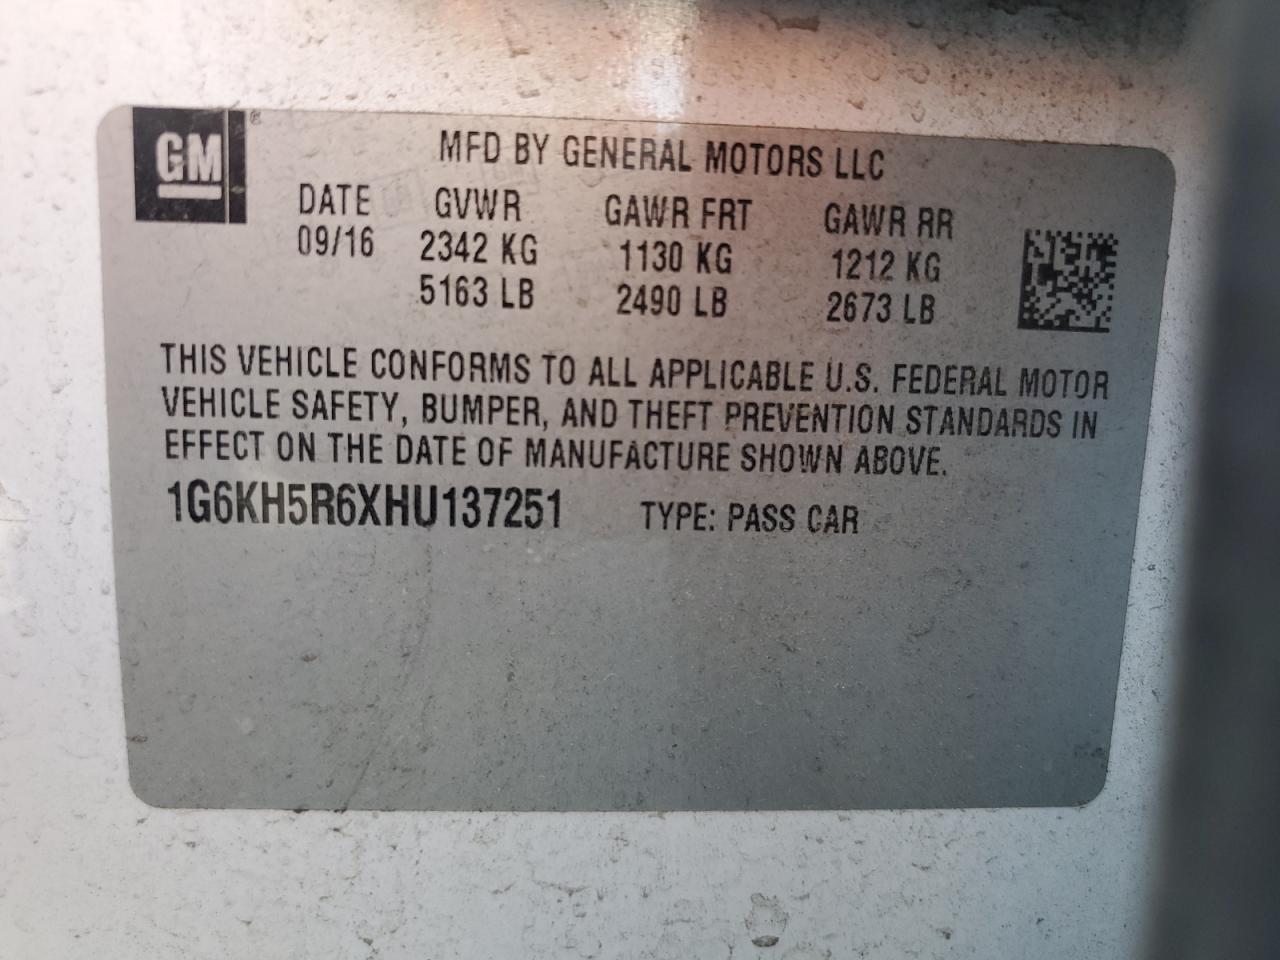 GM ®
MFD BY GENERAL MOTORS LLC
DATE GVWR GAWR FRT GAWR RR
09/16 2342 KG 1130 KG 1212 KG
5163 LB 2490 LB 2673 LB
THIS VEHICLE CONFORMS TO ALL APPLICABLE U.S. FEDERAL MOTOR
VEHICLE SAFETY, BUMPER, AND THEFT PREVENTION STANDARDS IN
EFFECT ON THE DATE OF MANUFACTURE SHOWN ABOVE.
1G6KH5R6XHU137251 TYPE: PASS CAR